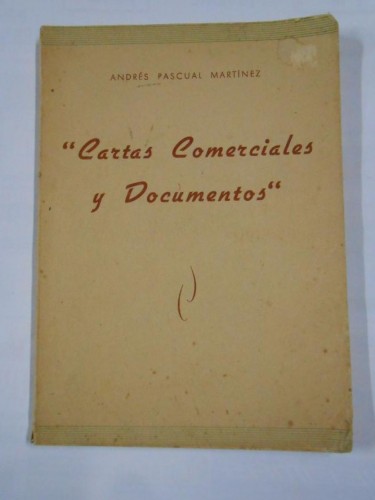 ANDRÉS PASCUAL MARTÍNEZ
“Cartas Comerciales
y Documentos“